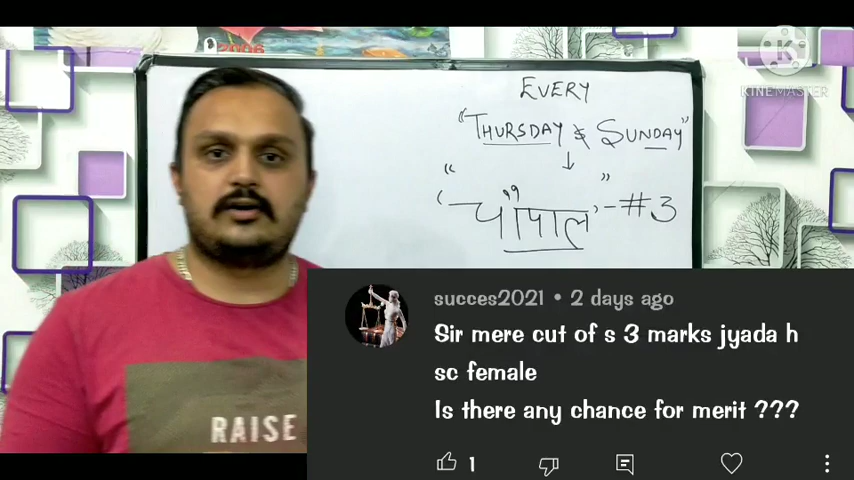 2006
KINEMASTER
EVERY
"THURSDAY & SUNDAY"
↓
" "
'चौपाल' - #3
RAISE
succes2021 • 2 days ago
Sir mere cut of s 3 marks jyada h
sc female
Is there any chance for merit ???
1